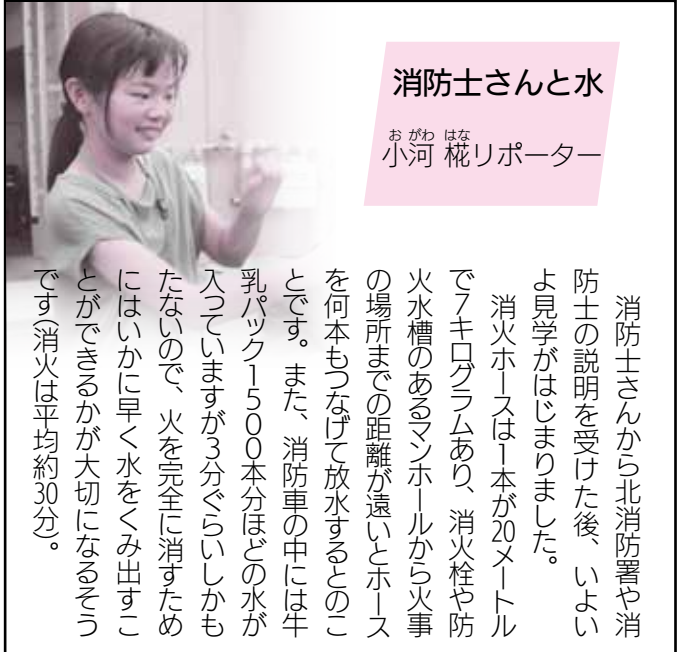 消防士さんと水
小河 椛リポーター
お がわ はな
消防士さんから北消防署や消
防士の説明を受けた後、いよい
よ見学がはじまりました。
消火ホースは1本が20メートル
で7キログラムあり、消火栓や防
火水槽のあるマンホールから火事
の場所までの距離が遠いとホース
を何本もつなげて放水するとのこ
とです。また、消防車の中には牛
乳パック1500本分ほどの水が
入っていますが3分ぐらいしかも
たないので、火を完全に消すため
にはいかに早く水をくみ出すこ
とができるかが大切になるそう
です(消火は平均約30分)。